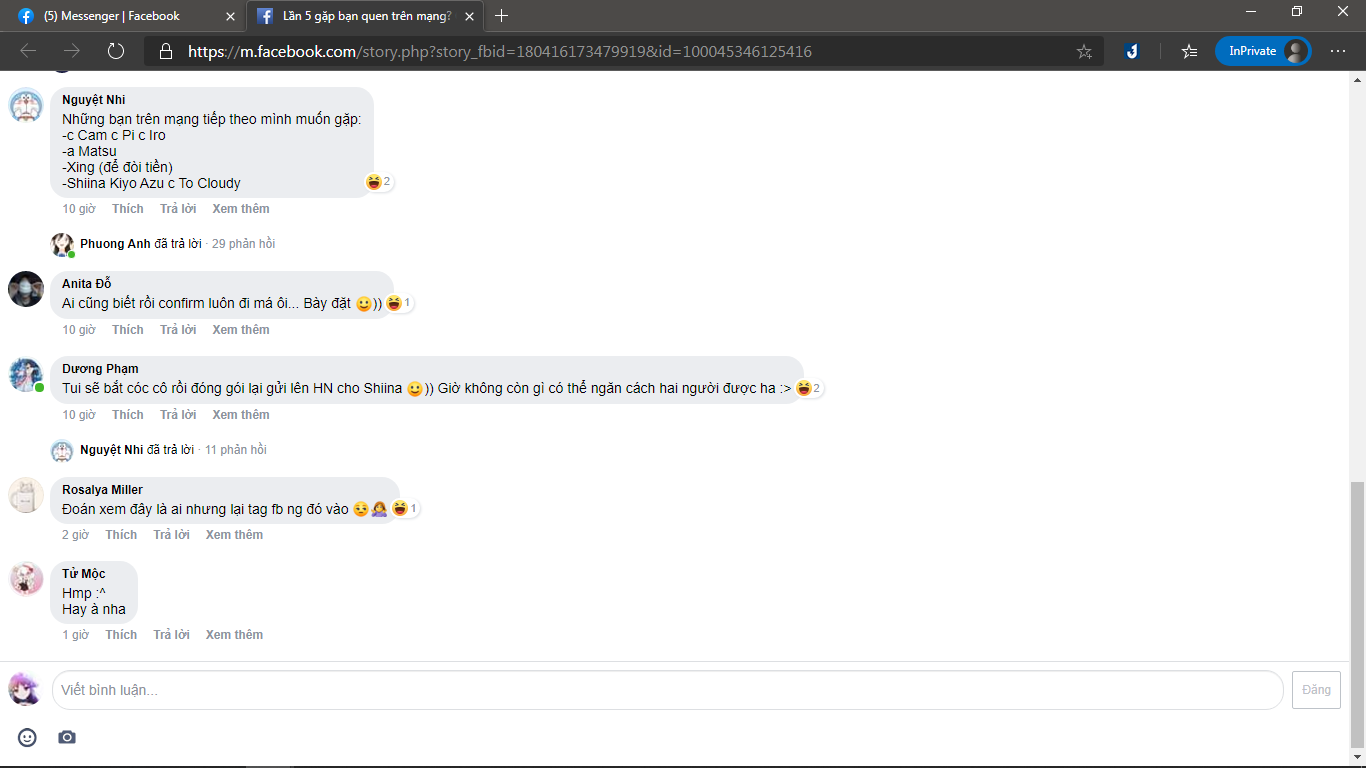 (5) Messenger | Facebook
Lần 5 gặp bạn quen trên mạng?
https://m.facebook.com/story.php?story_fbid=180416173479919&id=100045346125416
InPrivate
Nguyệt Nhi
Những bạn trên mạng tiếp theo mình muốn gặp:
-c Cam c Pi c Iro
-a Matsu
-Xing (để đòi tiền)
-Shiina Kiyo Azu c To Cloudy
😆 2
10 giờ Thích Trả lời Xem thêm
Phuong Anh đã trả lời · 29 phản hồi
Anita Đỗ
Ai cũng biết rồi confirm luôn đi má ôi... Bày đặt 🙂)) 😆 1
10 giờ Thích Trả lời Xem thêm
Dương Phạm
Tui sẽ bắt cóc cô rồi đóng gói lại gửi lên HN cho Shiina 🙂)) Giờ không còn gì có thể ngăn cách hai người được ha :> 😆 2
10 giờ Thích Trả lời Xem thêm
Nguyệt Nhi đã trả lời · 11 phản hồi
Rosalya Miller
Đoán xem đây là ai nhưng lại tag fb ng đó vào 😒🤦‍♀️ 😆 1
2 giờ Thích Trả lời Xem thêm
Tử Mộc
Hmp :^
Hay à nha
1 giờ Thích Trả lời Xem thêm
Viết bình luận...
Đăng